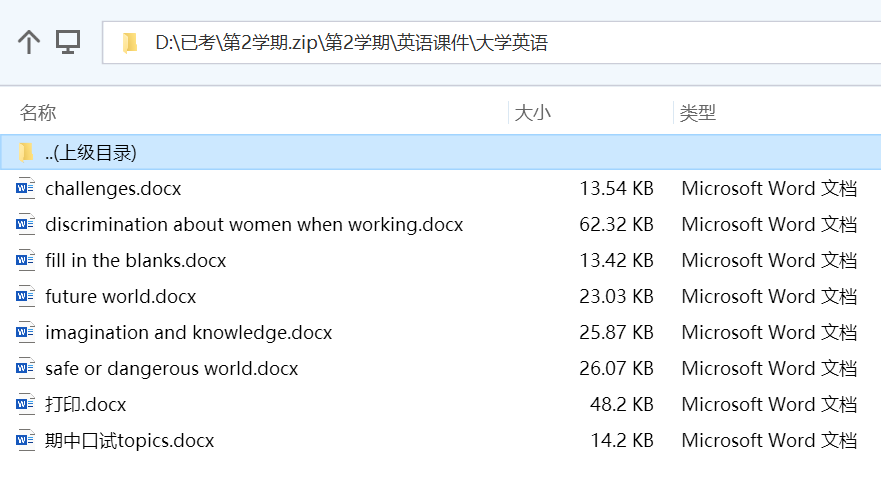 D:\已考\第2学期.zip\第2学期\英语课件\大学英语
名称 大小 类型
..(上级目录)
challenges.docx 13.54 KB Microsoft Word 文档
discrimination about women when working.docx 62.32 KB Microsoft Word 文档
fill in the blanks.docx 13.42 KB Microsoft Word 文档
future world.docx 23.03 KB Microsoft Word 文档
imagination and knowledge.docx 25.87 KB Microsoft Word 文档
safe or dangerous world.docx 26.07 KB Microsoft Word 文档
打印.docx 48.2 KB Microsoft Word 文档
期中口试topics.docx 14.2 KB Microsoft Word 文档